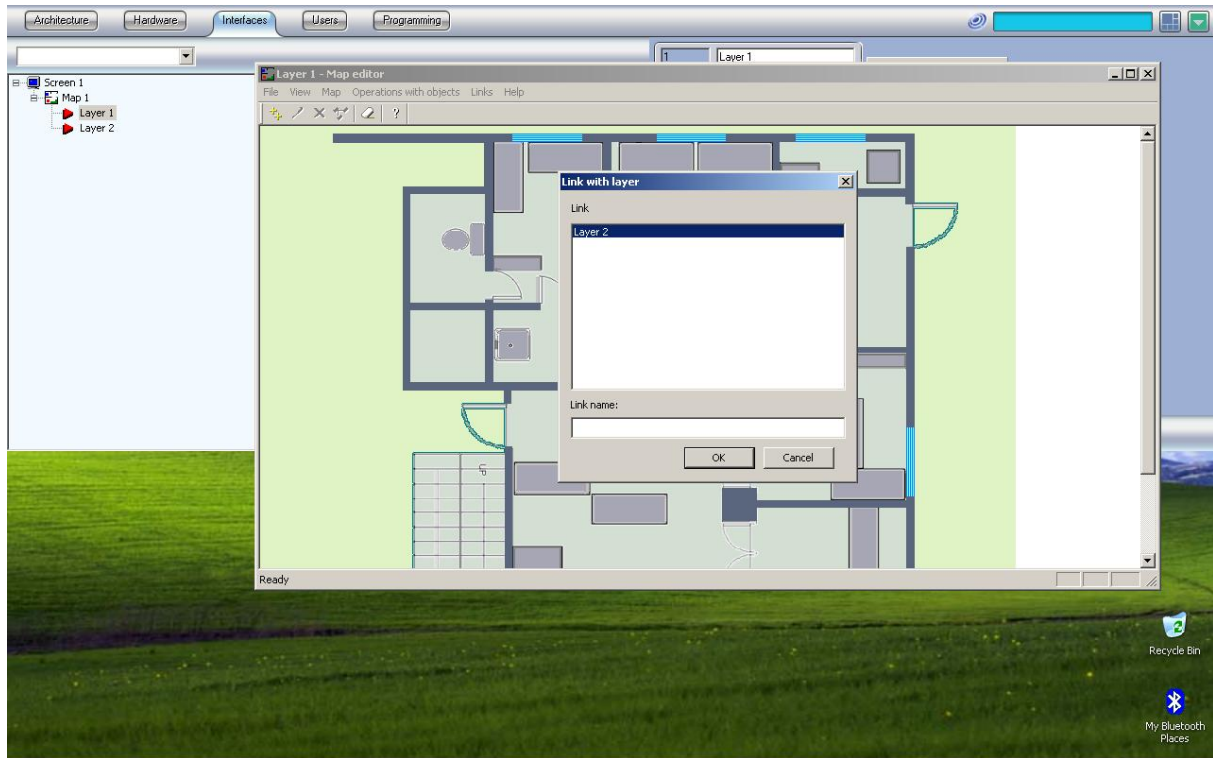 Architecture Hardware Interfaces Users Programming
1 Layer 1
Screen 1
Map 1
Layer 1
Layer 2
Layer 1 - Map editor
File View Map Operations with objects Links Help
?
Link with layer
Link
Layer 2
Link name:
OK Cancel
Ready
Recycle Bin
My Bluetooth
Places